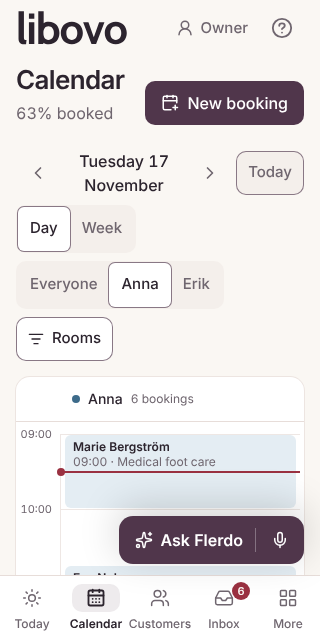 libovo
Owner
Calendar
63% booked
New booking
Tuesday 17
November
Today
Day
Week
Everyone
Anna
Erik
Rooms
Anna 6 bookings
09:00
Marie Bergström
09:00 · Medical foot care
10:00
Ask Flerdo
6
Today
Calendar
Customers
Inbox
More